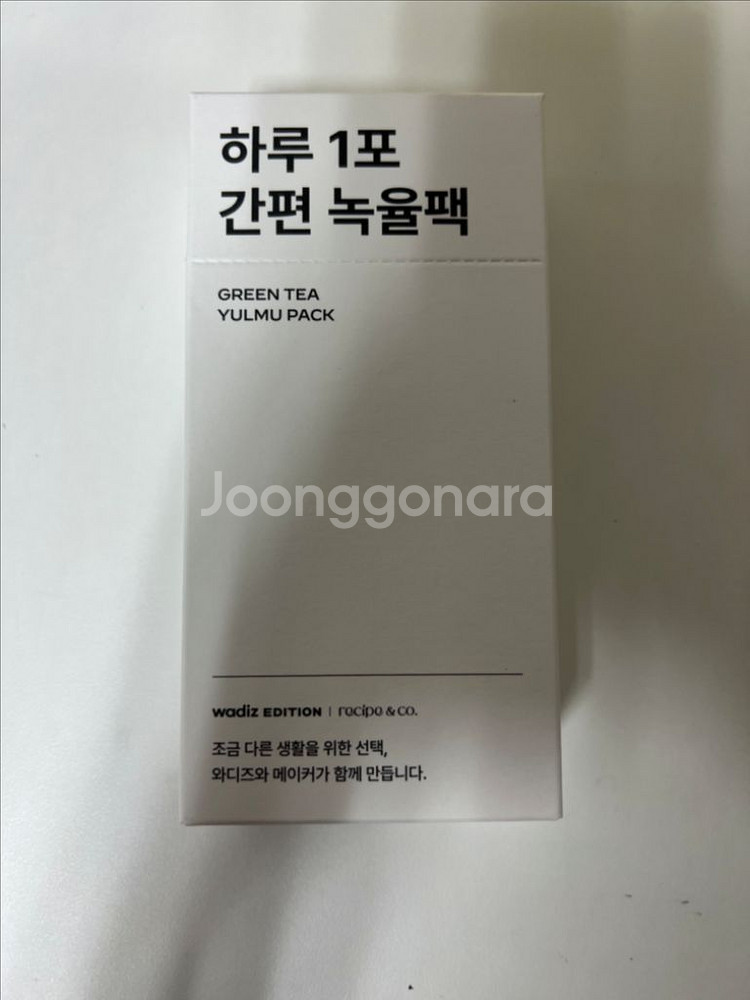 하루 1포
간편 녹율팩
GREEN TEA
YULMU PACK
Joonggonara
wadiz EDITION | recipe & co.
조금 다른 생활을 위한 선택,
와디즈와 메이커가 함께 만듭니다.